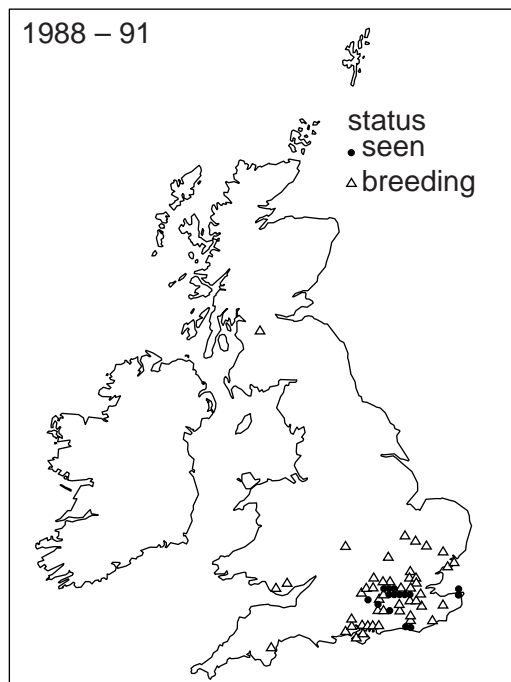 1988 – 91
status
seen
breeding